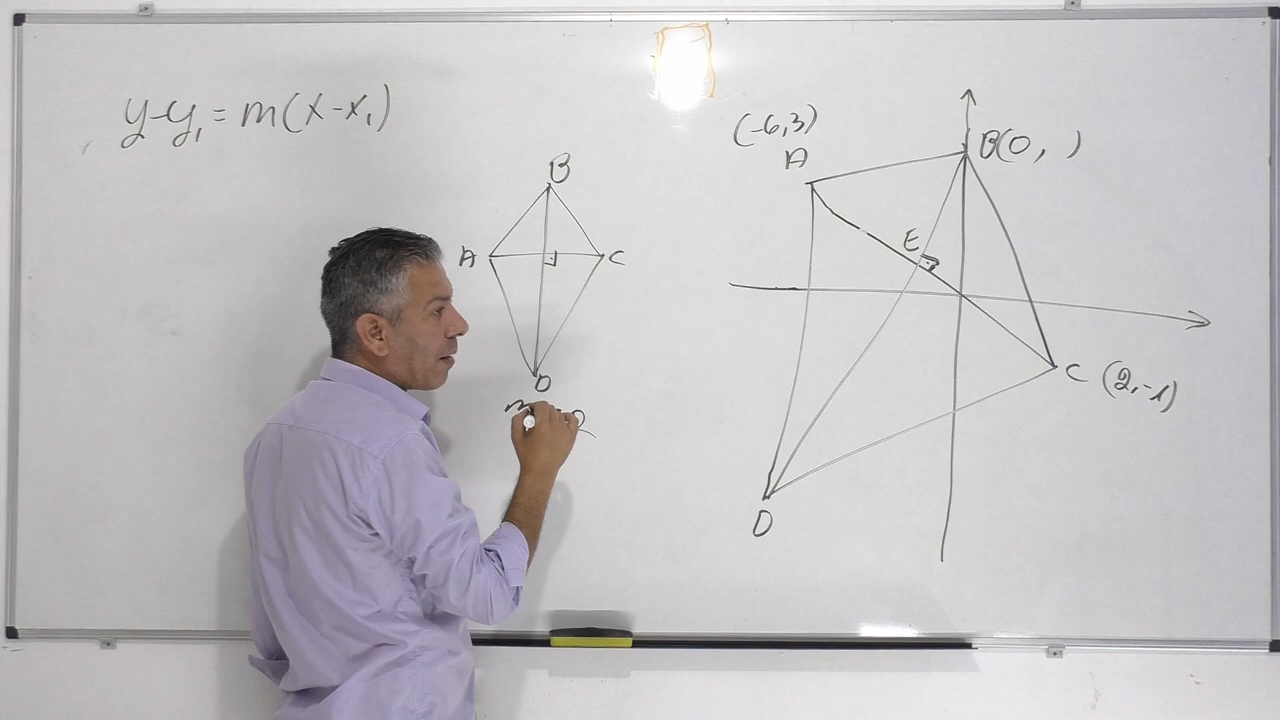 y-y₁=m(x-x₁)
B
A
C
D
(-6,3)
A
B(0, )
E
C (2,-1)
D